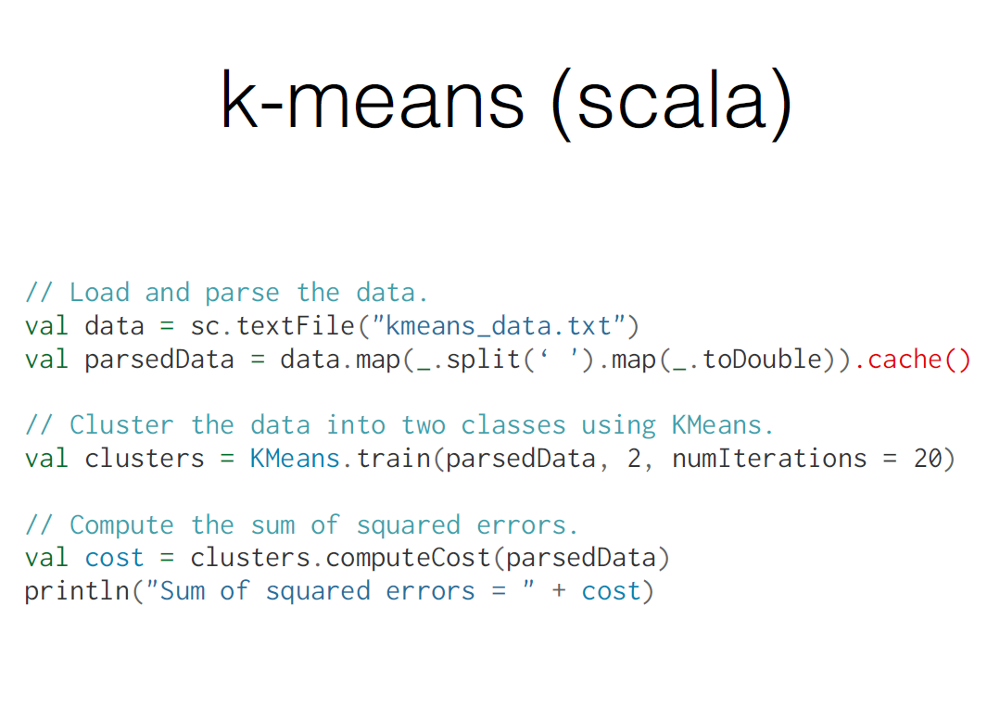 k-means (scala)
// Load and parse the data.
val data = sc.textFile("kmeans_data.txt")
val parsedData = data.map(_.split(‘ ').map(_.toDouble)).cache()
// Cluster the data into two classes using KMeans.
val clusters = KMeans.train(parsedData, 2, numIterations = 20)
// Compute the sum of squared errors.
val cost = clusters.computeCost(parsedData)
println("Sum of squared errors = " + cost)